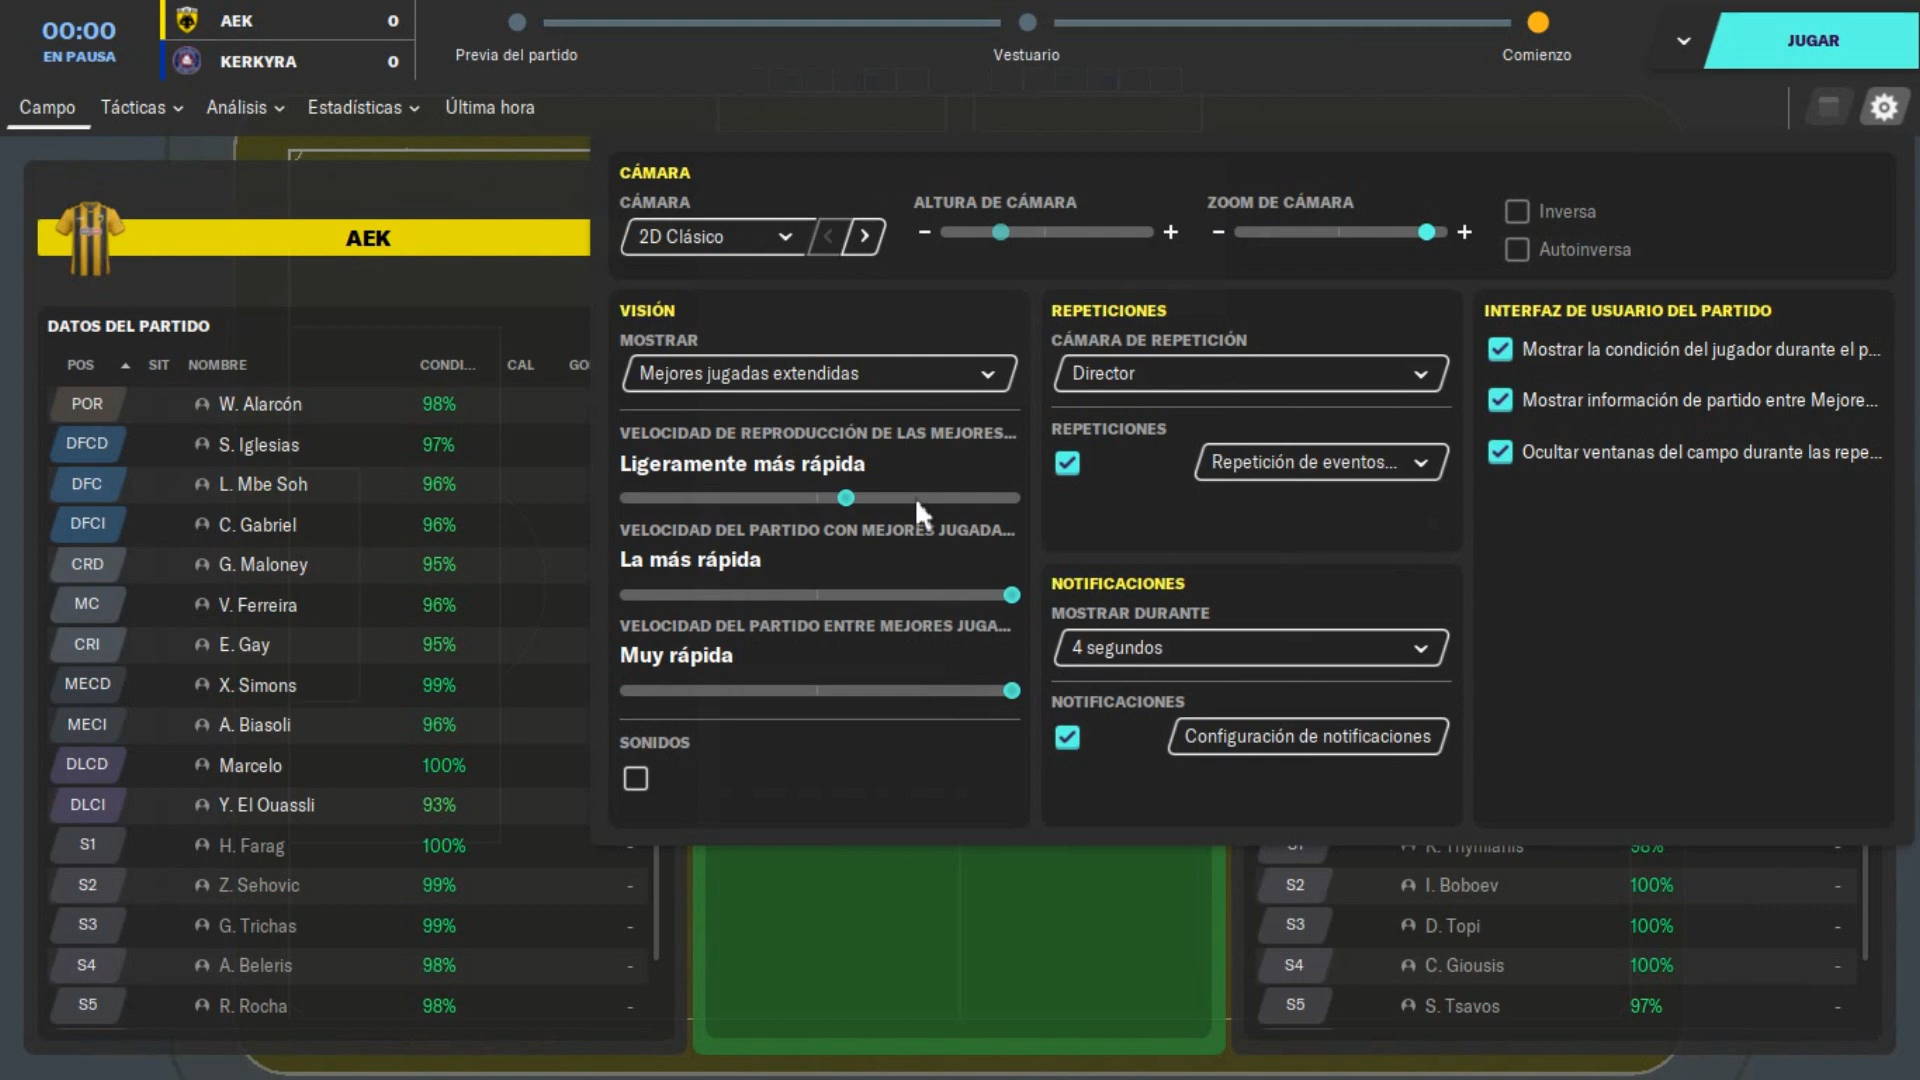 00:00
EN PAUSA
AEK 0
KERKYRA 0
Previa del partido
Vestuario
Comienzo
JUGAR
Campo
Tácticas
Análisis
Estadísticas
Última hora
AEK
DATOS DEL PARTIDO
POS SIT NOMBRE CONDI... CAL GO
POR W. Alarcón 98%
DFCD S. Iglesias 97%
DFC L. Mbe Soh 96%
DFCI C. Gabriel 96%
CRD G. Maloney 95%
MC V. Ferreira 96%
CRI E. Gay 95%
MECD X. Simons 99%
MECI A. Biasoli 96%
DLCD Marcelo 100%
DLCI Y. El Ouassli 93%
S1 H. Farag 100% -
S2 Z. Sehovic 99% -
S3 G. Trichas 99% -
S4 A. Beleris 98% -
S5 R. Rocha 98% -
CÁMARA
CÁMARA
2D Clásico
ALTURA DE CÁMARA
- +
ZOOM DE CÁMARA
- +
Inversa
Autoinversa
VISIÓN
MOSTRAR
Mejores jugadas extendidas
VELOCIDAD DE REPRODUCCIÓN DE LAS MEJORES...
Ligeramente más rápida
VELOCIDAD DEL PARTIDO CON MEJORES JUGADA...
La más rápida
VELOCIDAD DEL PARTIDO ENTRE MEJORES JUGA...
Muy rápida
SONIDOS
REPETICIONES
CÁMARA DE REPETICIÓN
Director
REPETICIONES
Repetición de eventos...
NOTIFICACIONES
MOSTRAR DURANTE
4 segundos
NOTIFICACIONES
Configuración de notificaciones
INTERFAZ DE USUARIO DEL PARTIDO
Mostrar la condición del jugador durante el p...
Mostrar información de partido entre Mejore...
Ocultar ventanas del campo durante las repe...
S1 98% -
S2 I. Boboev 100% -
S3 D. Topi 100% -
S4 C. Giousis 100% -
S5 S. Tsavos 97% -